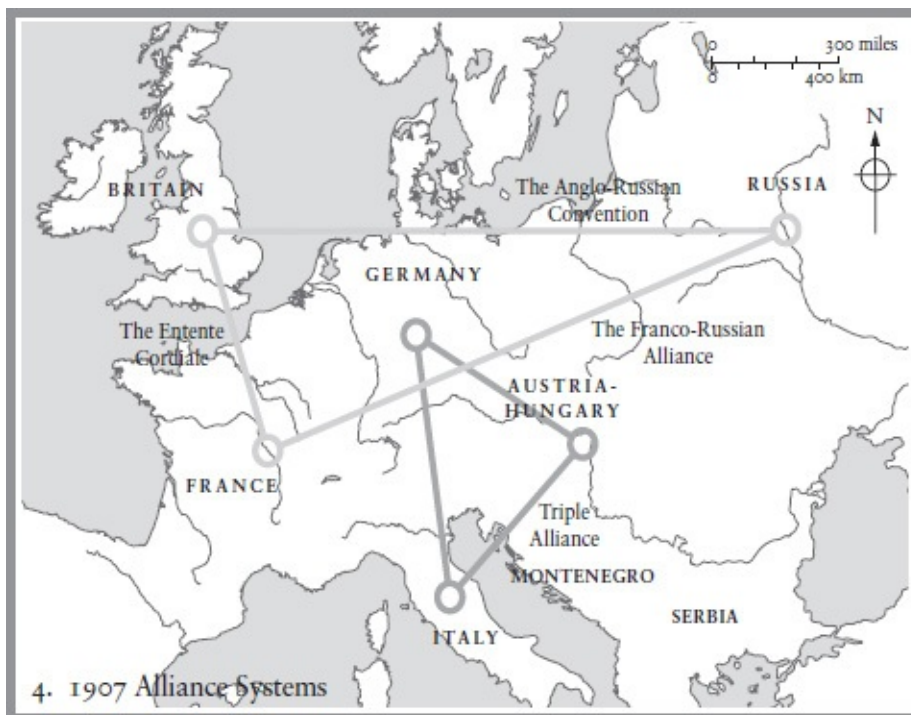 0 300 miles
0 400 km
N
BRITAIN
The Anglo-Russian
Convention
RUSSIA
GERMANY
The Entente
Cordiale
The Franco-Russian
Alliance
AUSTRIA-
HUNGARY
FRANCE
Triple
Alliance
MONTENEGRO
SERBIA
ITALY
4. 1907 Alliance Systems